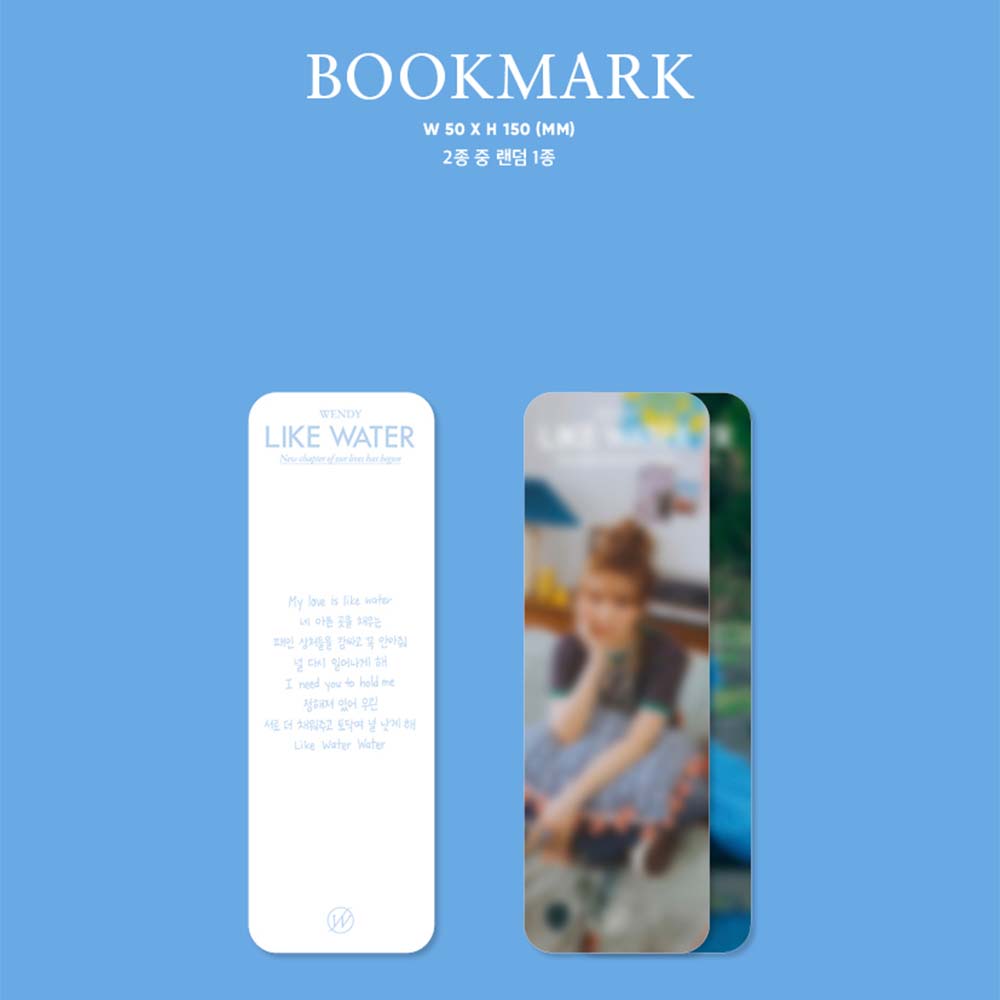 BOOKMARK
W 50 X H 150 (MM)
2종 중 랜덤 1종
WENDY
LIKE WATER
New chapter of our lives has begun
My love is like water
네 아픈 곳을 채우는
패인 상처들을 감싸고 꼭 안아줘
널 다시 일어나게 해
I need you to hold me
정해져 있어 우린
서로 더 채워주고 토닥여 널 낫게 해
Like Water Water
W
LIKE WATER